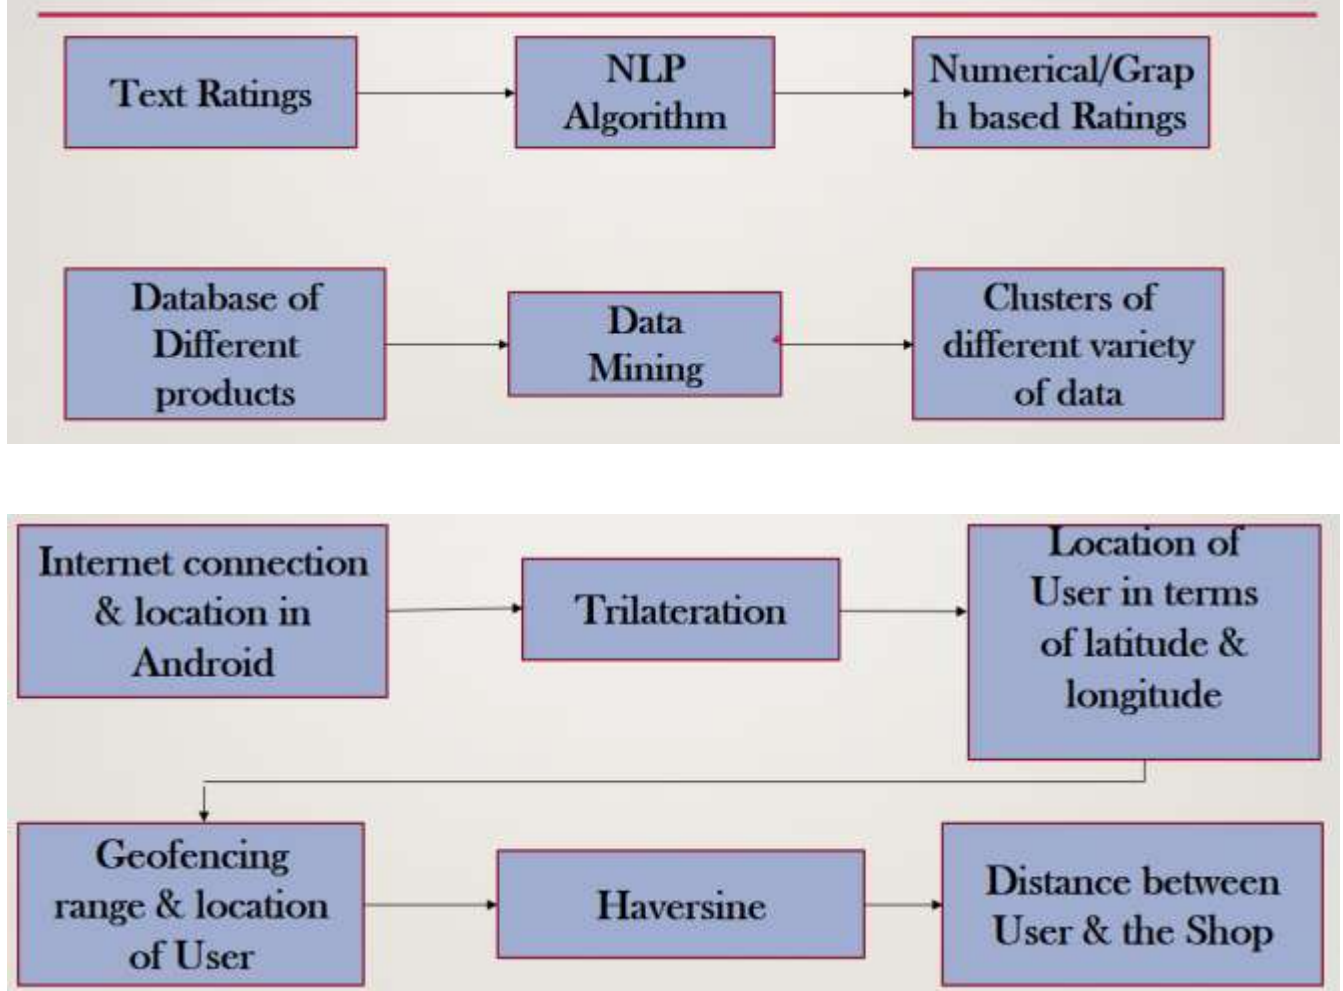 Text Ratings
NLP
Algorithm
Numerical/Grap
h based Ratings
Database of
Different
products
Data
Mining
Clusters of
different variety
of data
Internet connection
& location in
Android
Trilateration
Location of
User in terms
of latitude &
longitude
Geofencing
range & location
of User
Haversine
Distance between
User & the Shop